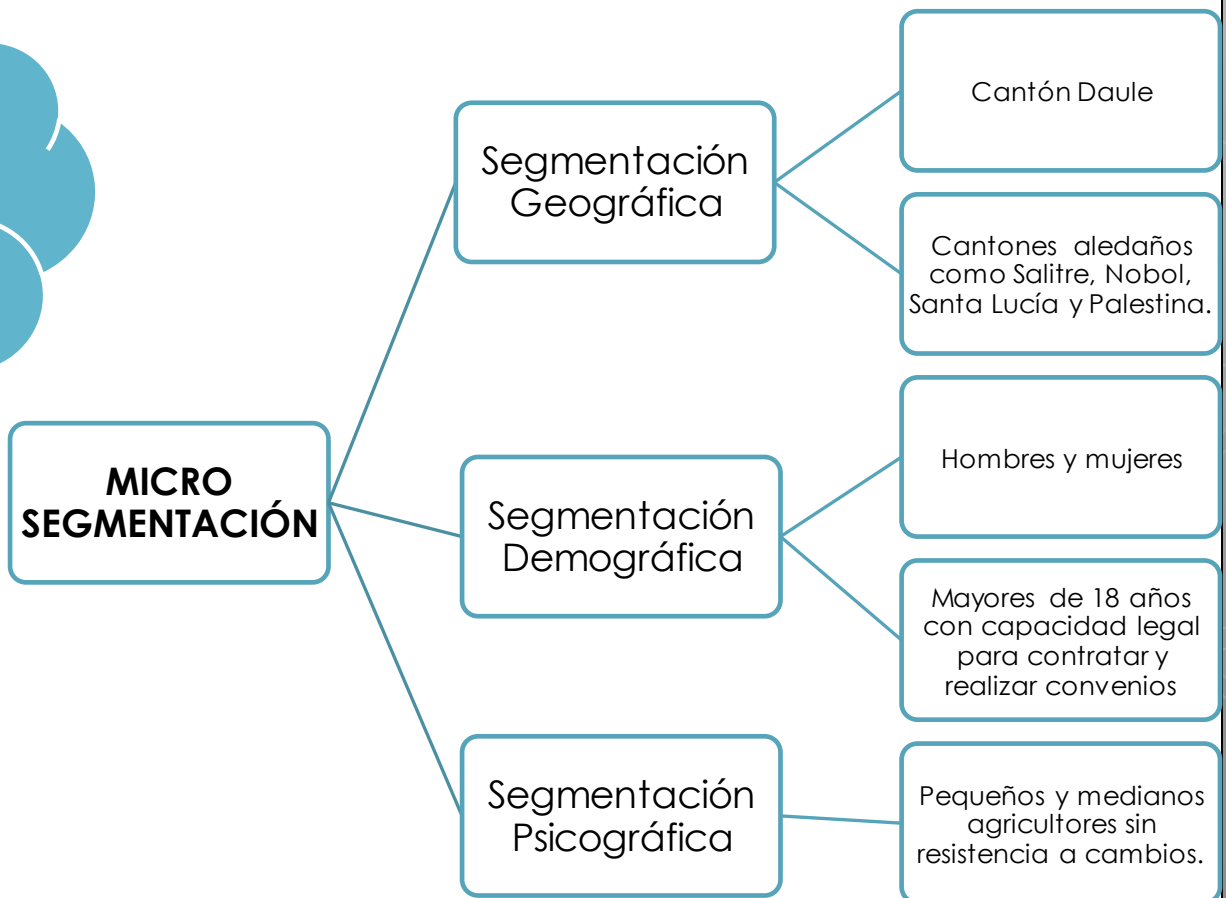 MICRO
SEGMENTACIÓN
Segmentación
Geográfica
Cantón Daule
Cantones aledaños
como Salitre, Nobol,
Santa Lucía y Palestina.
Segmentación
Demográfica
Hombres y mujeres
Mayores de 18 años
con capacidad legal
para contratar y
realizar convenios
Segmentación
Psicográfica
Pequeños y medianos
agricultores sin
resistencia a cambios.